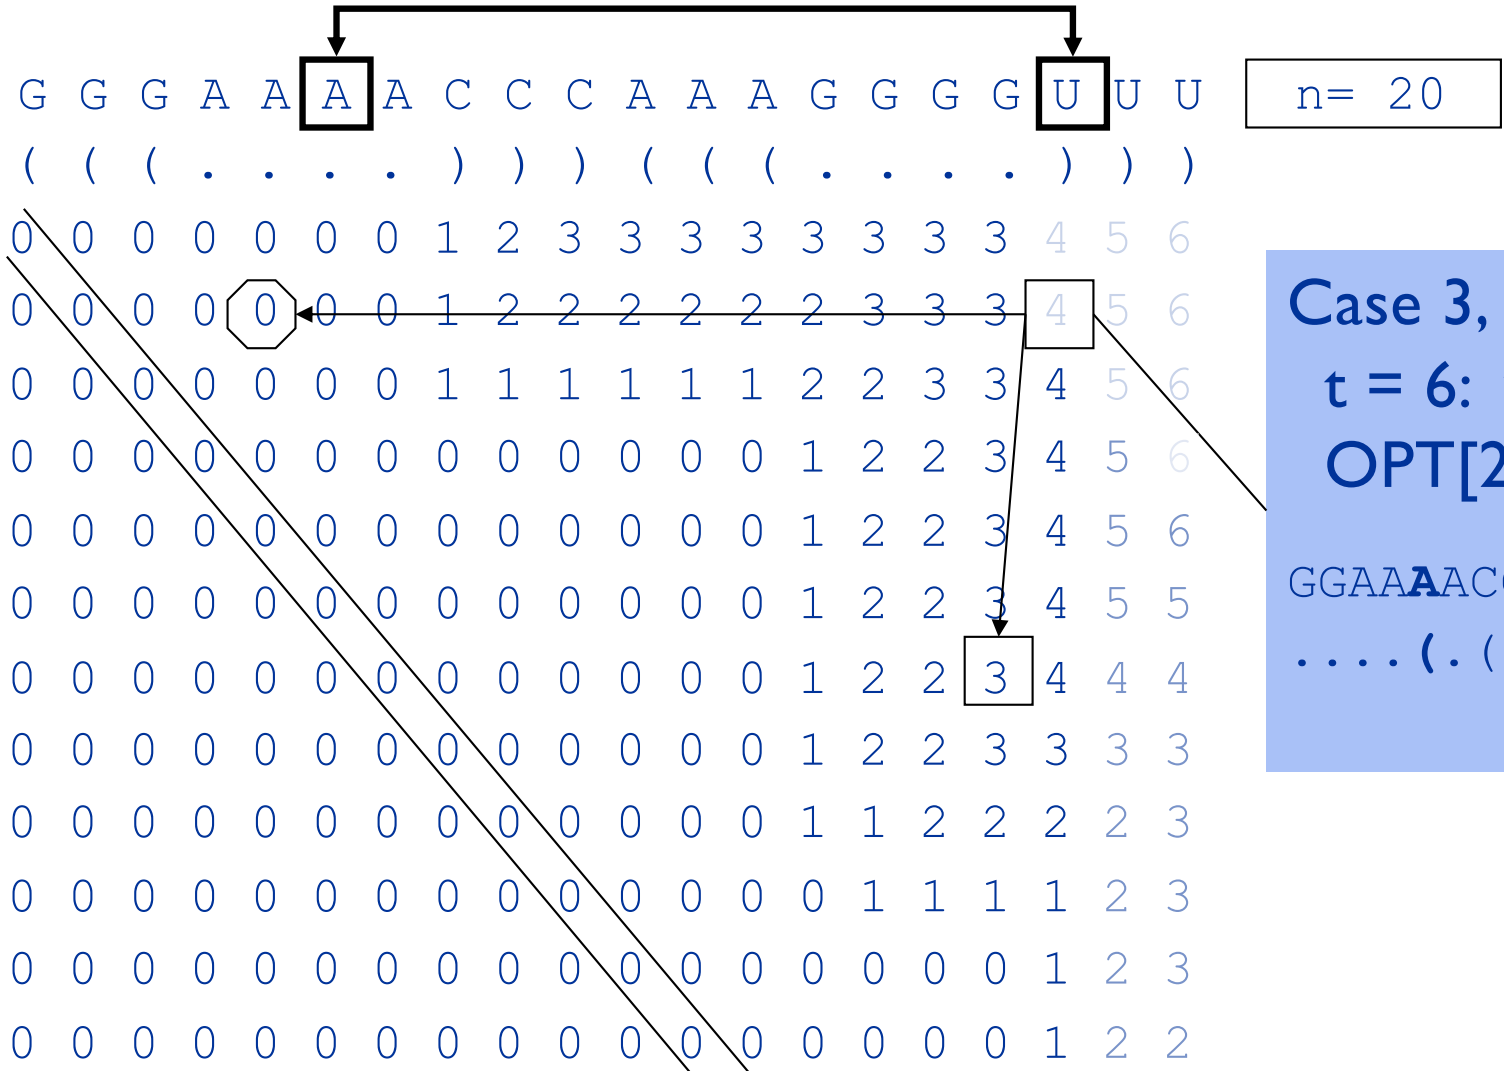 G G G A A A A C C C A A A G G G G U U U
n= 20
( ( ( . . . . ) ) ) ( ( ( . . . . ) ) )
0 0 0 0 0 0 0 1 2 3 3 3 3 3 3 3 3 4 5 6
0 0 0 0 0 0 0 1 2 2 2 2 2 2 3 3 3 4 5 6
0 0 0 0 0 0 0 1 1 1 1 1 1 2 2 3 3 4 5 6
0 0 0 0 0 0 0 0 0 0 0 0 0 1 2 2 3 4 5 6
0 0 0 0 0 0 0 0 0 0 0 0 0 1 2 2 3 4 5 6
0 0 0 0 0 0 0 0 0 0 0 0 0 1 2 2 3 4 5 5
0 0 0 0 0 0 0 0 0 0 0 0 0 1 2 2 3 4 4 4
0 0 0 0 0 0 0 0 0 0 0 0 0 1 2 2 3 3 3 3
0 0 0 0 0 0 0 0 0 0 0 0 0 1 1 2 2 2 2 3
0 0 0 0 0 0 0 0 0 0 0 0 0 0 1 1 1 1 2 3
0 0 0 0 0 0 0 0 0 0 0 0 0 0 0 0 0 1 2 3
0 0 0 0 0 0 0 0 0 0 0 0 0 0 0 0 0 1 2 2
Case 3,
t = 6:
OPT[2
GGAAAAC
. . . . ( . (